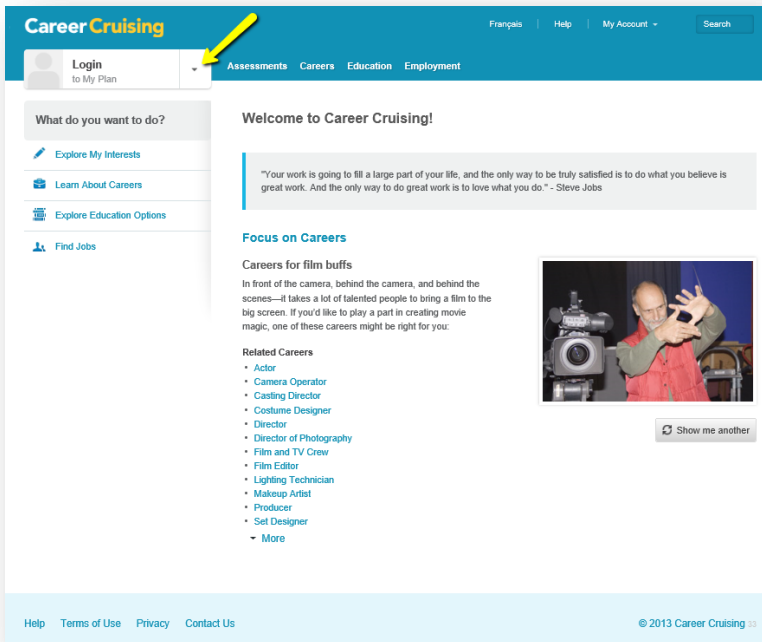 CareerCruising
Français
Help
My Account
Search
Login
to My Plan
Assessments Careers Education Employment
What do you want to do?
Explore My Interests
Learn About Careers
Explore Education Options
Find Jobs
Welcome to Career Cruising!
"Your work is going to fill a large part of your life, and the only way to be truly satisfied is to do what you believe is
great work. And the only way to do great work is to love what you do." - Steve Jobs
Focus on Careers
Careers for film buffs
In front of the camera, behind the camera, and behind the
scenes—it takes a lot of talented people to bring a film to the
big screen. If you'd like to play a part in creating movie
magic, one of these careers might be right for you:
Related Careers
• Actor
• Camera Operator
• Casting Director
• Costume Designer
• Director
• Director of Photography
• Film and TV Crew
• Film Editor
• Lighting Technician
• Makeup Artist
• Producer
• Set Designer
More
Show me another
Help Terms of Use Privacy Contact Us
© 2013 Career Cruising 33